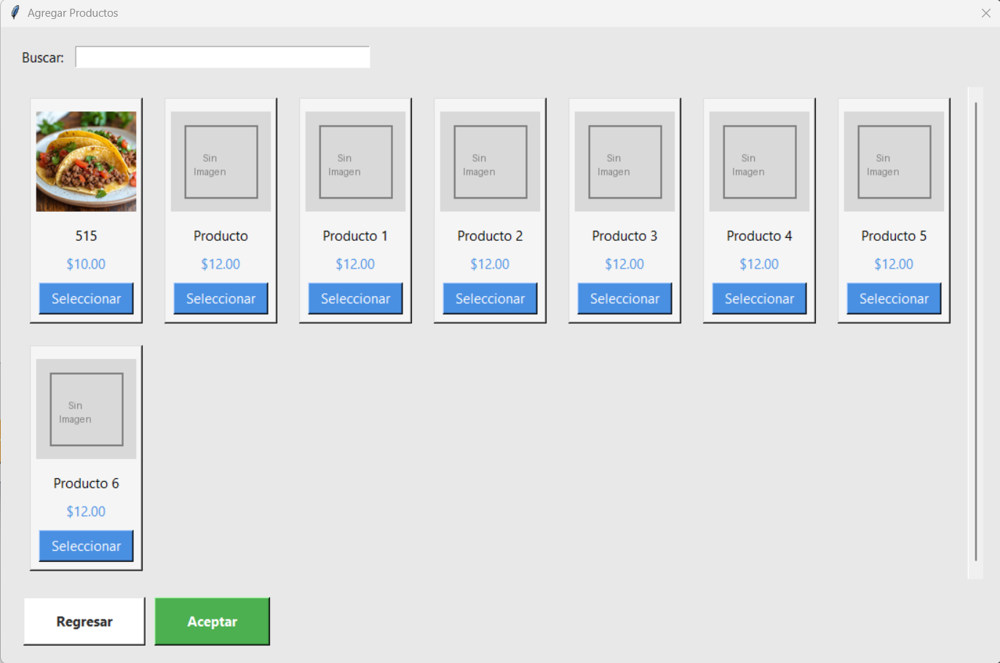 Agregar Productos
Buscar:
Sin
Imagen
Sin
Imagen
Sin
Imagen
Sin
Imagen
Sin
Imagen
Sin
Imagen
515
Producto
Producto 1
Producto 2
Producto 3
Producto 4
Producto 5
$10.00
$12.00
$12.00
$12.00
$12.00
$12.00
$12.00
Seleccionar
Seleccionar
Seleccionar
Seleccionar
Seleccionar
Seleccionar
Seleccionar
Sin
Imagen
Producto 6
$12.00
Seleccionar
Regresar
Aceptar